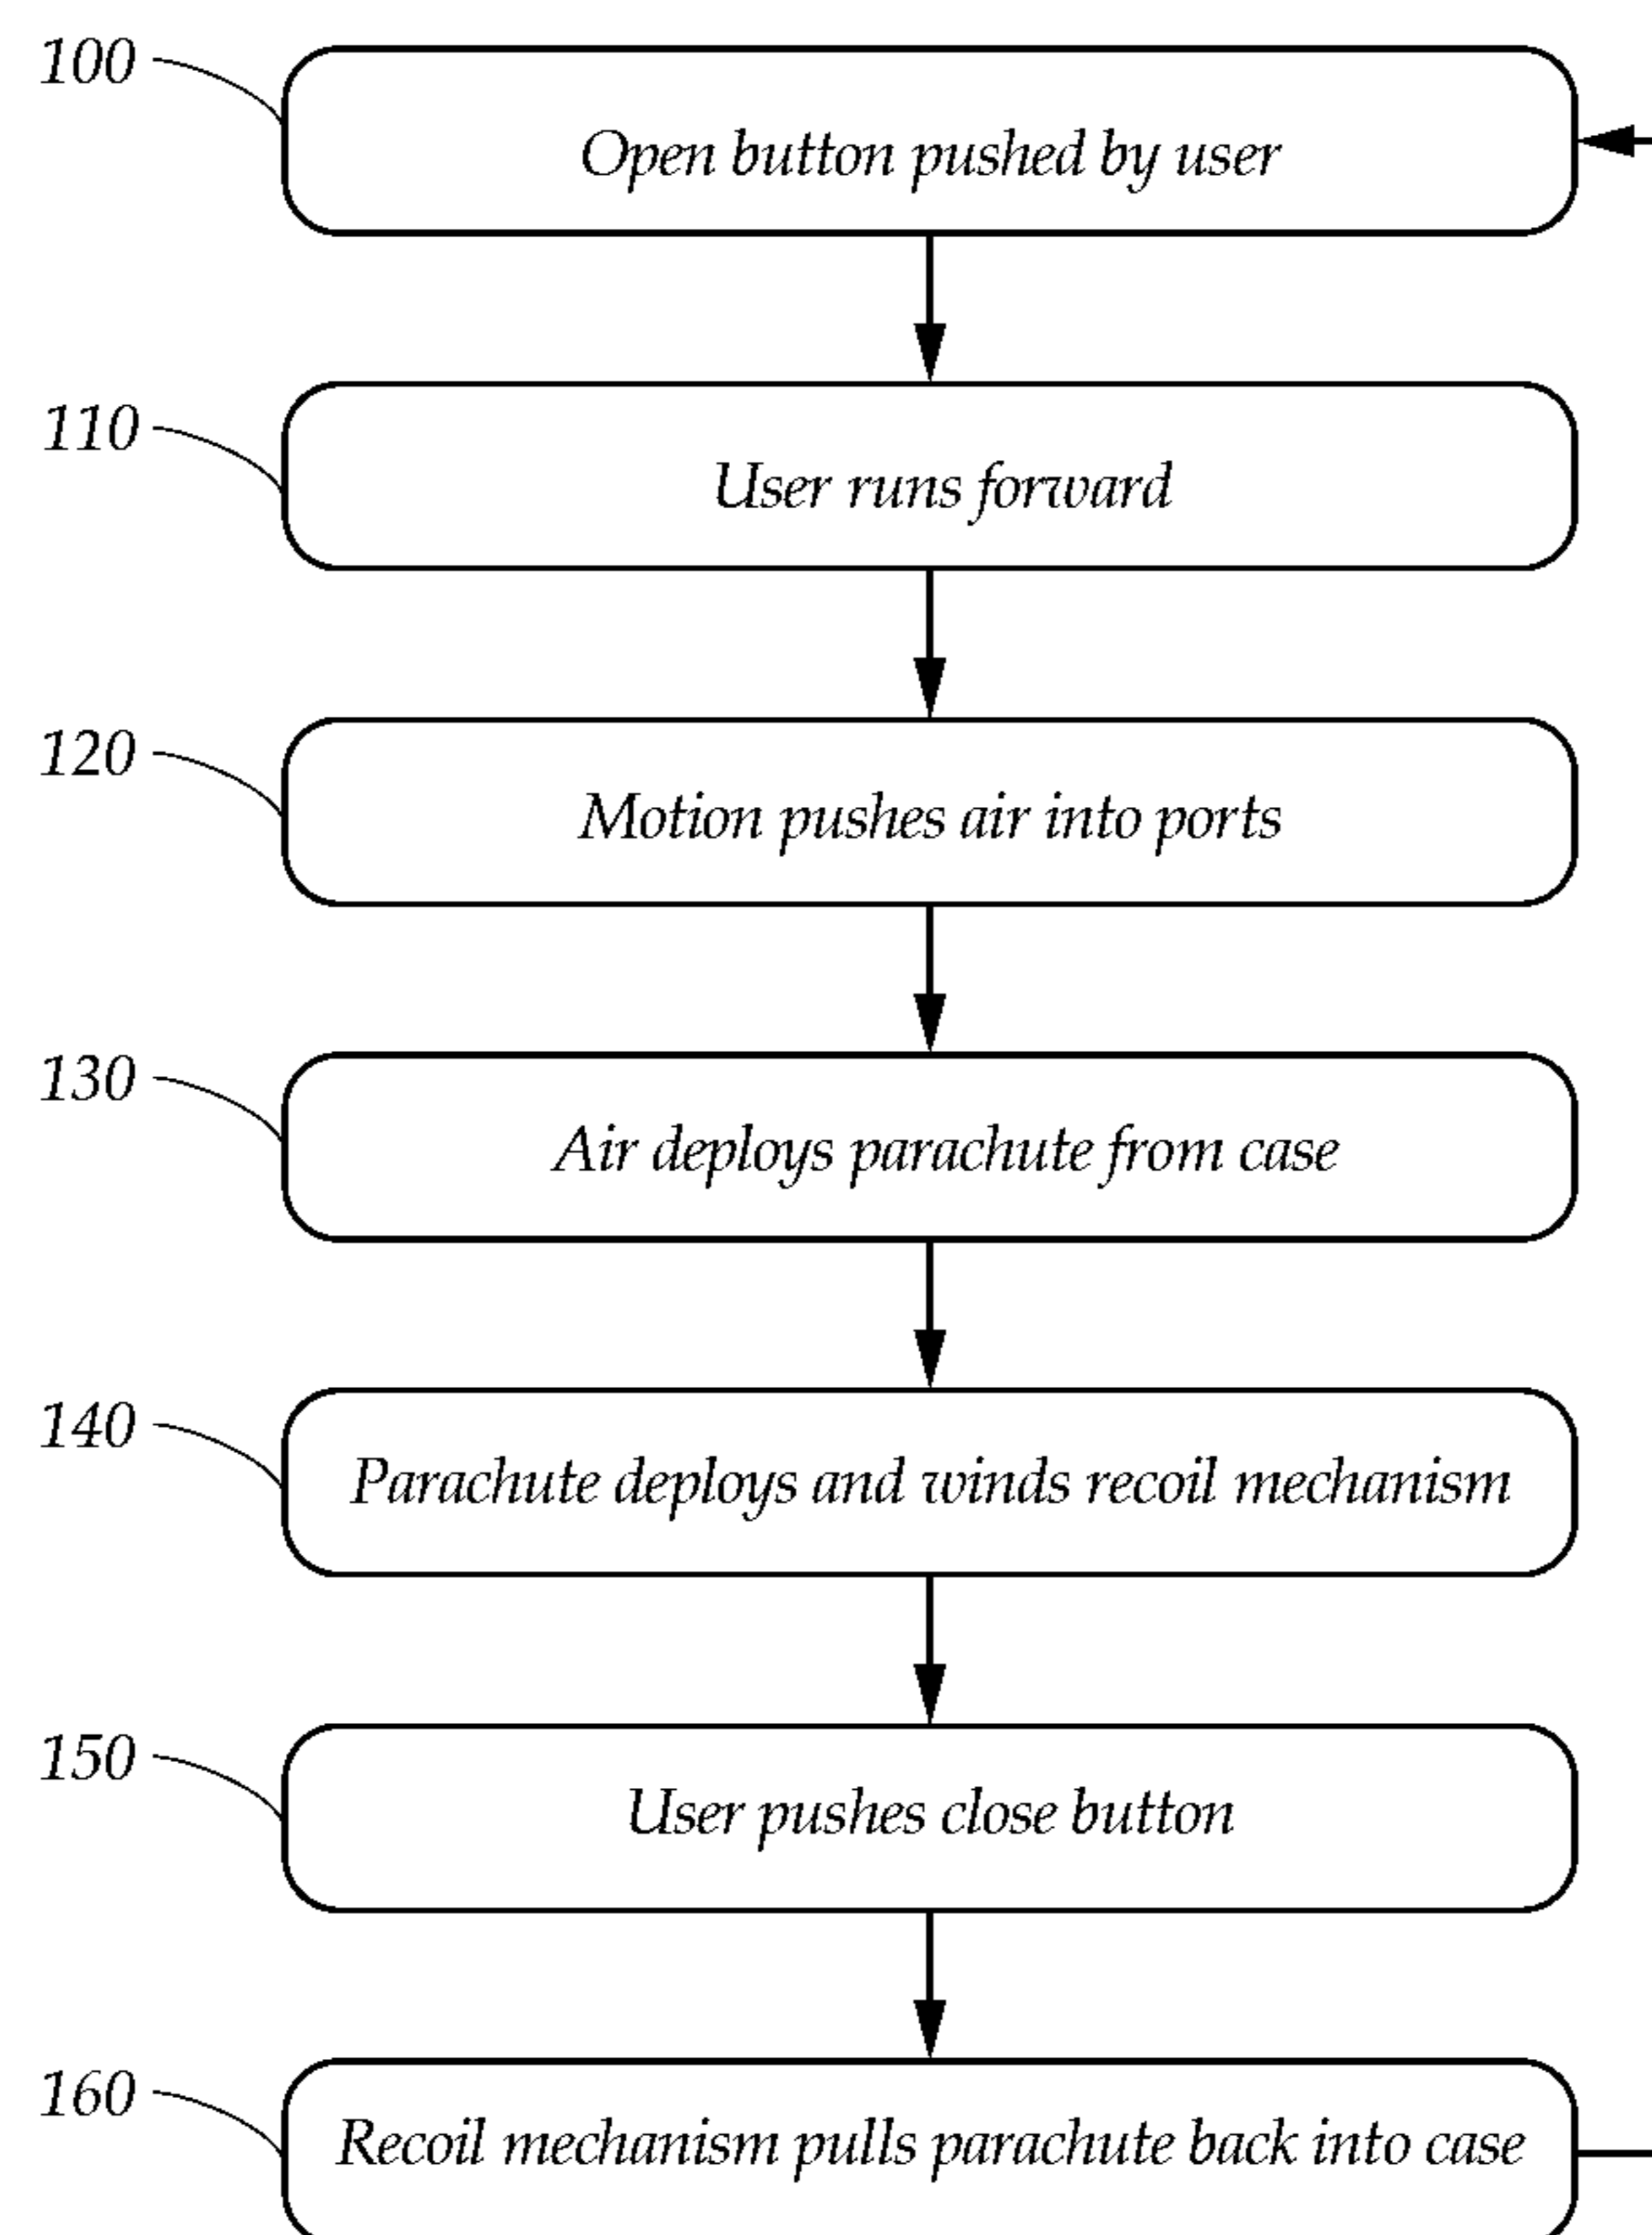 100
Open button pushed by user
110
User runs forward
120
Motion pushes air into ports
130
Air deploys parachute from case
140
Parachute deploys and winds recoil mechanism
150
User pushes close button
160
Recoil mechanism pulls parachute back into case